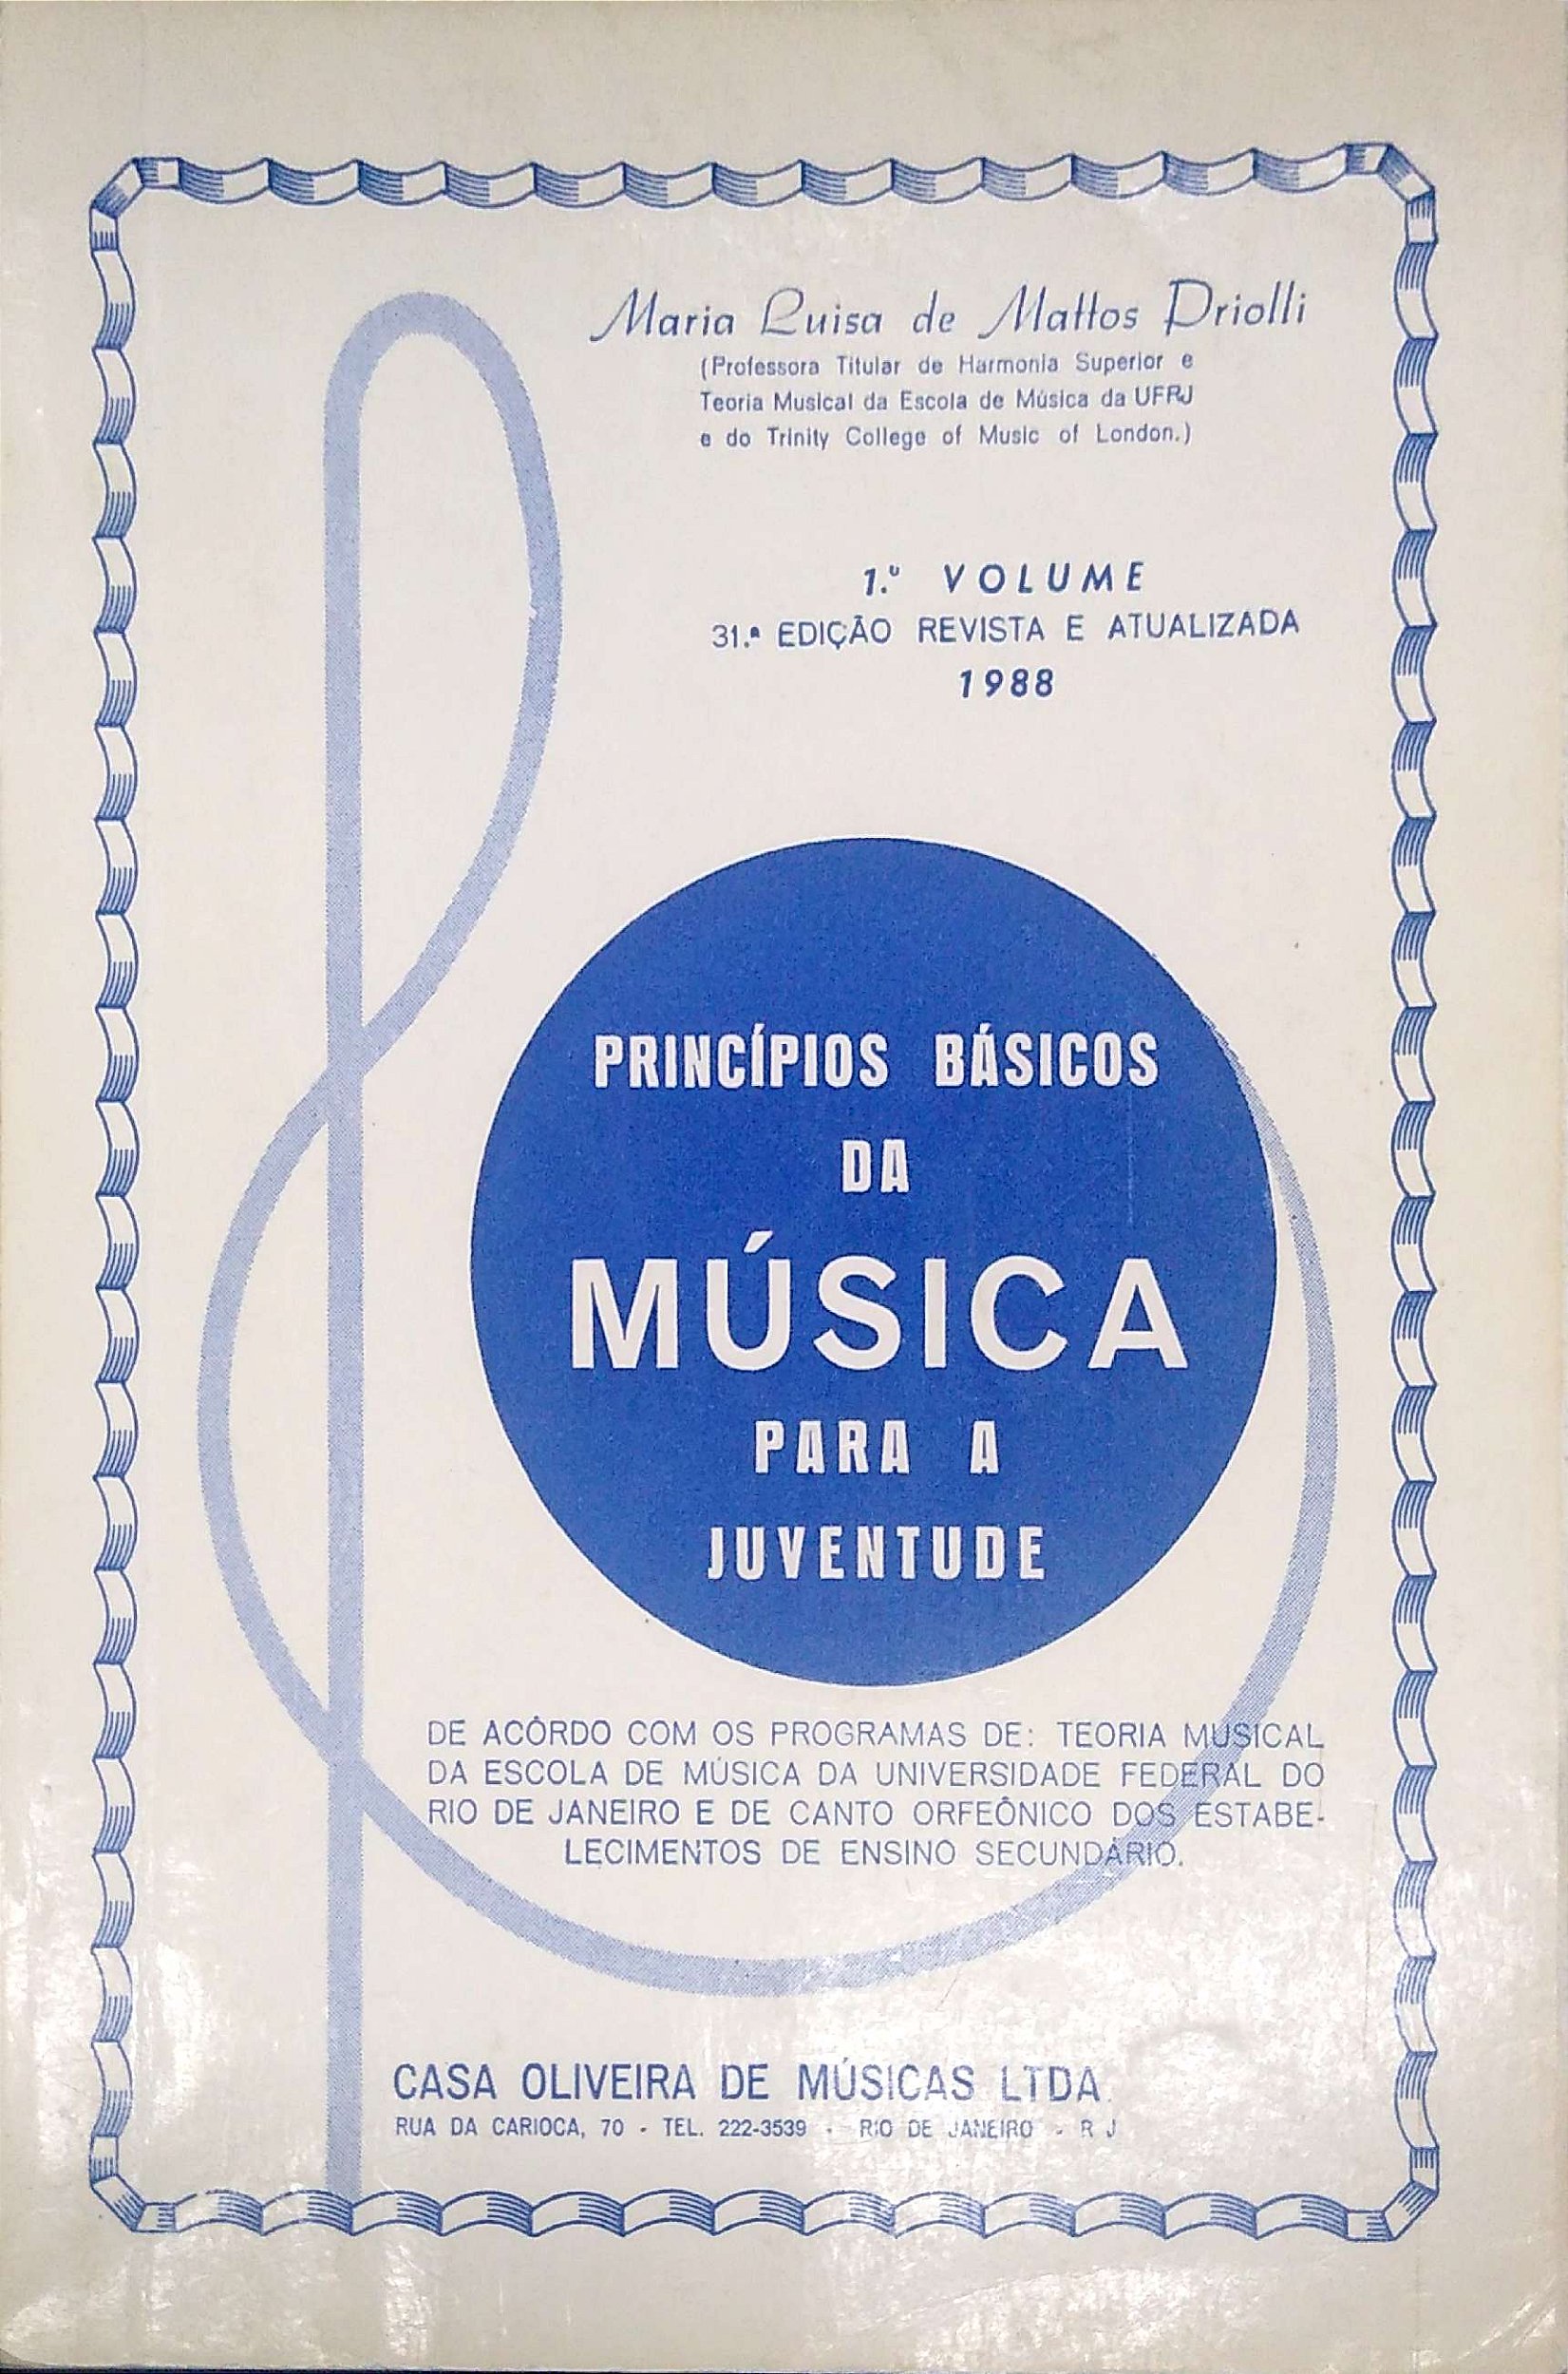 Maria Luisa de Mattos Priolli
(Professora Titular de Harmonia Superior e
Teoria Musical da Escola de Música da UFRJ
e do Trinity College of Music of London.)
1.º VOLUME
31.ª EDIÇÃO REVISTA E ATUALIZADA
1988
PRINCÍPIOS BÁSICOS
DA
MÚSICA
PARA A
JUVENTUDE
DE ACÔRDO COM OS PROGRAMAS DE: TEORIA MUSICAL
DA ESCOLA DE MÚSICA DA UNIVERSIDADE FEDERAL DO
RIO DE JANEIRO E DE CANTO ORFEÔNICO DOS ESTABE-
LECIMENTOS DE ENSINO SECUNDÁRIO.
CASA OLIVEIRA DE MÚSICAS LTDA.
RUA DA CARIOCA, 70 - TEL. 222-3539 - RIO DE JANEIRO - R J